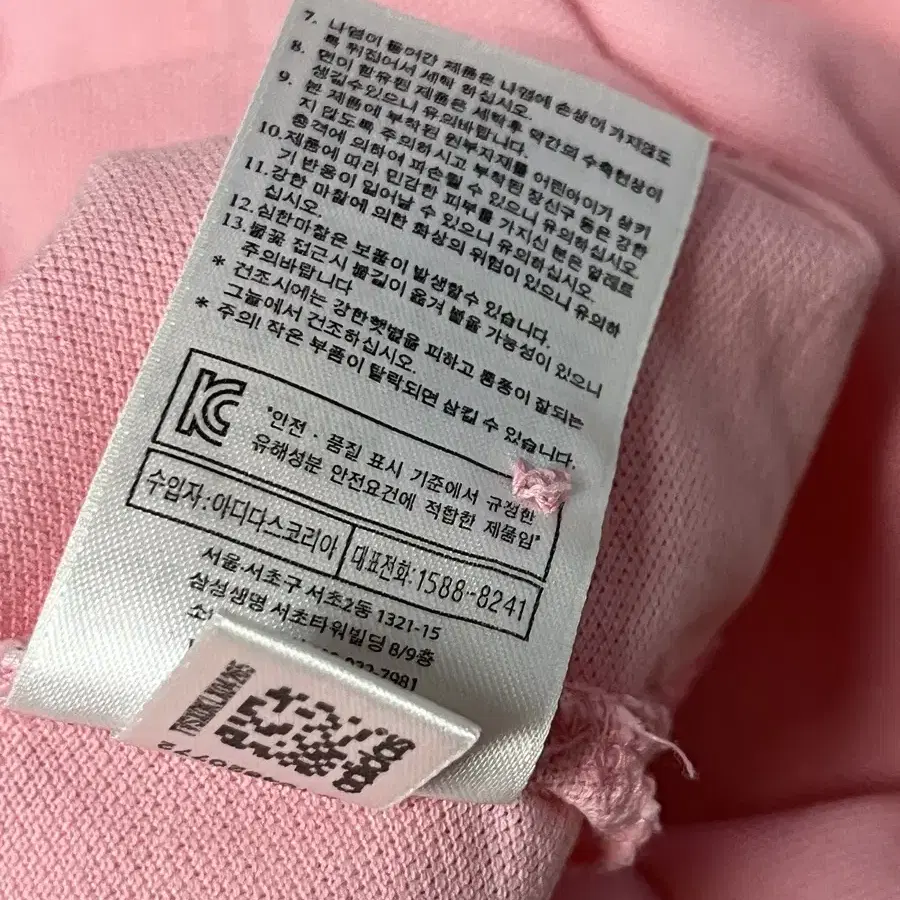 7. 나염이 들어간 제품은 나염에 손상이 가지않도
록 뒤집어서 세탁 하십시오.
8. 면이 함유된 제품은 세탁후 약간의 수축현상이
생길수있으니 유의바랍니다.
9. 본 제품에 부착된 원부자재를 어린아이가 삼키
지 않도록 주의하시고 부착된 장신구 등은 강한
충격에 의하여 파손될 수 있으니 유의하십시오.
10. 제품에 따라 민감한 피부를 가지신 분은 알레르
기 반응이 일어날 수 있으니 유의하십시오.
11. 강한 마찰에 의한 화상의 위험이 있으니 유의하
십시오.
12. 심한마찰은 보풀이 발생할수 있습니다.
13. 불꽃 접근시 불길이 옮겨 붙을 가능성이 있으니
주의바랍니다
* 건조시에는 강한햇볕을 피하고 통풍이 잘되는
그늘에서 건조하십시오.
* 주의! 작은 부품이 탈락되면 삼킬 수 있습니다.
"안전 · 품질 표시 기준에서 규정한
유해성분 안전요건에 적합한 제품임"
수입자:아디다스코리아
대표전화:1588-8241
서울.서초구 서초2동 1321-15
삼성생명 서초타워빌딩 8/9층